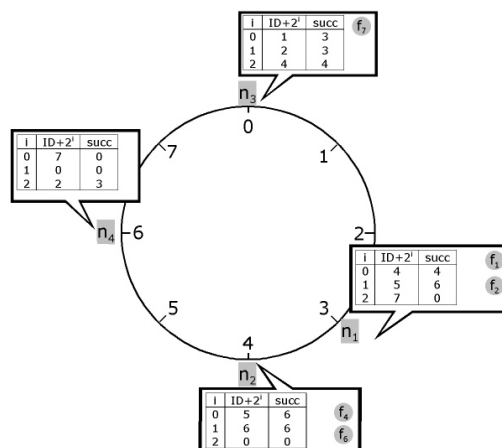 i ID+2^i succ
0 1 3
1 2 3
2 4 4
f₇
n₃
0
7
1
i ID+2^i succ
0 7 0
1 0 0
2 2 3
n₄
6
2
i ID+2^i succ
0 4 4
1 5 6
2 7 0
f₁
f₂
5
3
n₁
4
n₂
i ID+2^i succ
0 5 6
1 6 6
2 0 0
f₄
f₆